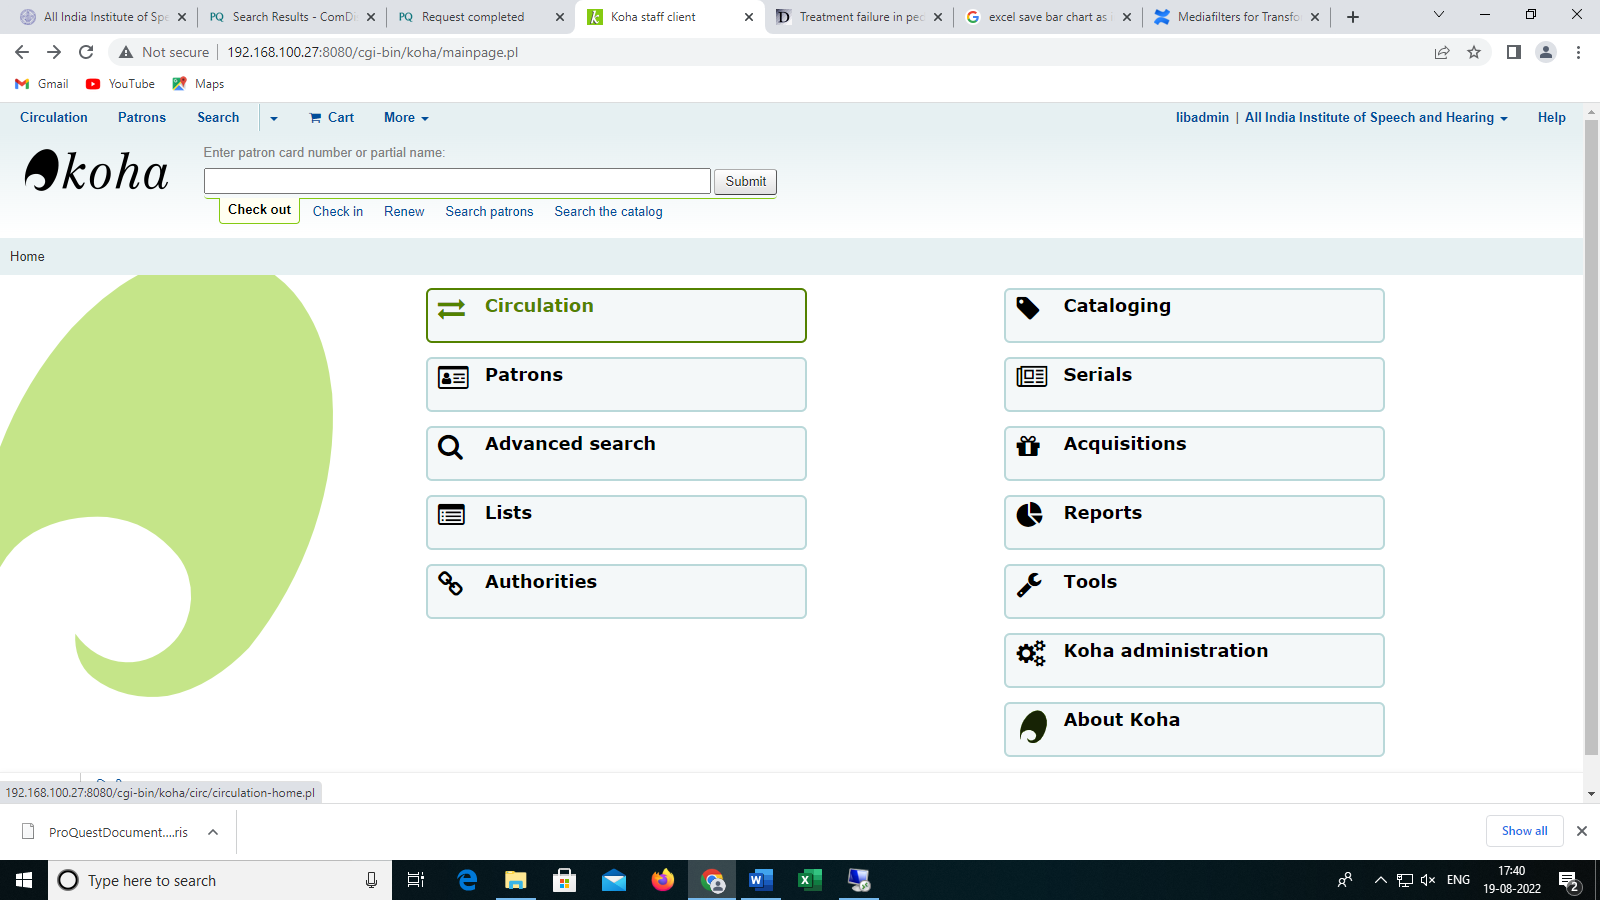 All India Institute of Spe
PQ Search Results - ComDi
PQ Request completed
k Koha staff client
D Treatment failure in ped
G excel save bar chart as i
Mediafilters for Transfo
Not secure 192.168.100.27:8080/cgi-bin/koha/mainpage.pl
Gmail YouTube Maps
Circulation Patrons Search Cart More libadmin | All India Institute of Speech and Hearing Help
Enter patron card number or partial name:
koha
Submit
Check out Check in Renew Search patrons Search the catalog
Home
Circulation Cataloging
Patrons Serials
Advanced search Acquisitions
Lists Reports
Authorities Tools
Koha administration
About Koha
192.168.100.27:8080/cgi-bin/koha/circ/circulation-home.pl
ProQuestDocument....ris Show all
Type here to search ENG 17:40
19-08-2022 2